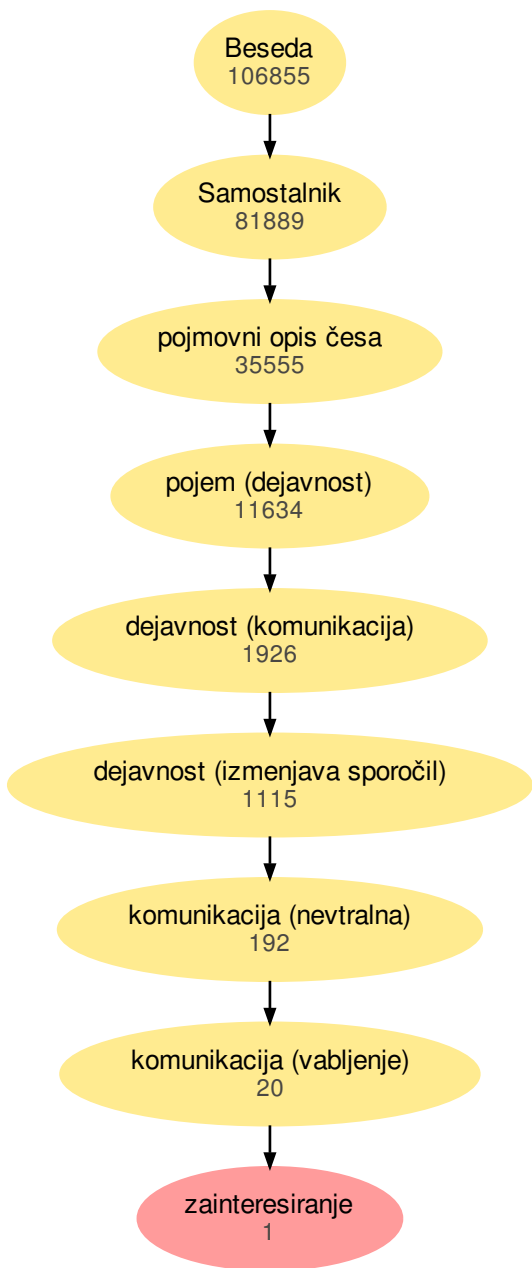 Beseda
106855
Samostalnik
81889
pojmovni opis česa
35555
pojem (dejavnost)
11634
dejavnost (komunikacija)
1926
dejavnost (izmenjava sporočil)
1115
komunikacija (nevtralna)
192
komunikacija (vabljenje)
20
zainteresiranje
1